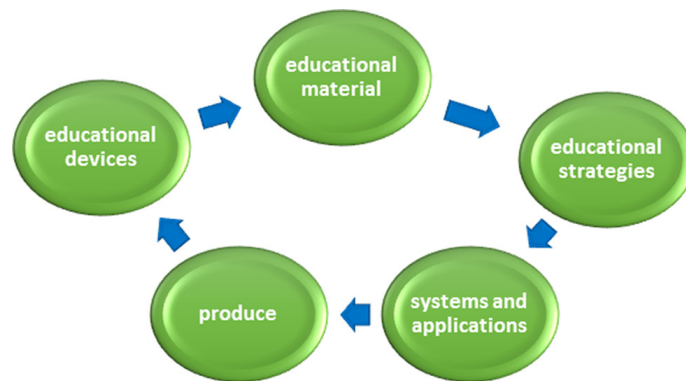 educational
material
educational
devices
educational
strategies
produce
systems and
applications